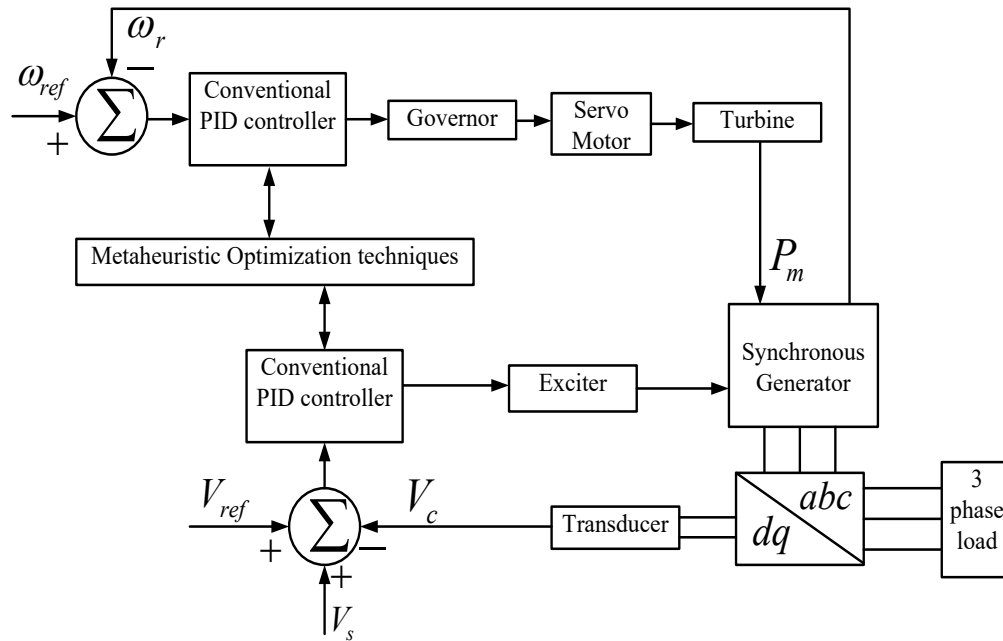 ω_r
−
ω_ref
+
Σ
Conventional
PID controller
Governor
Servo
Motor
Turbine
Metaheuristic Optimization techniques
P_m
Conventional
PID controller
Exciter
Synchronous
Generator
V_ref
+
Σ
−
+
V_c
V_s
Transducer
abc
dq
3
phase
load